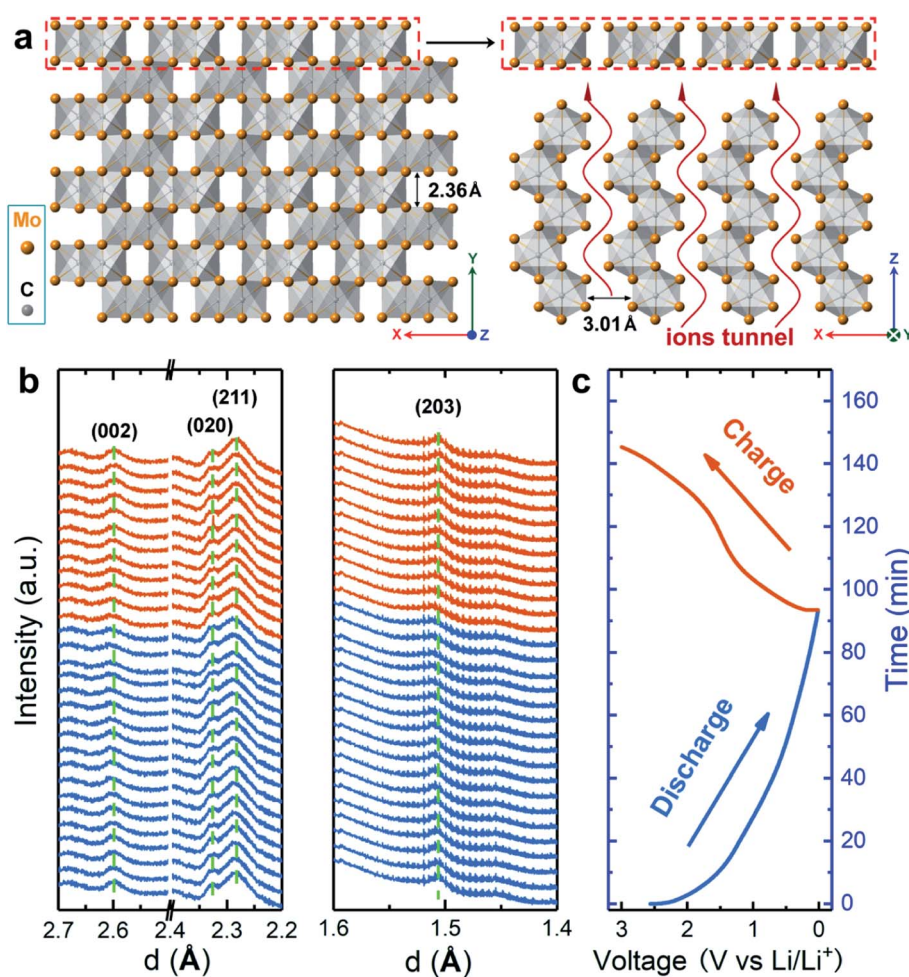 a
2.36Å
Mo
C
Y
X
Z
3.01Å
ions tunnel
Z
X
Y
b
(002)
(020)
(211)
(203)
Intensity (a.u.)
2.7
2.6
2.4
2.3
2.2
d (Å)
1.6
1.5
1.4
d (Å)
c
Charge
Discharge
160
140
120
100
80
60
40
20
0
Time (min)
3
2
1
0
Voltage (V vs Li/Li⁺)